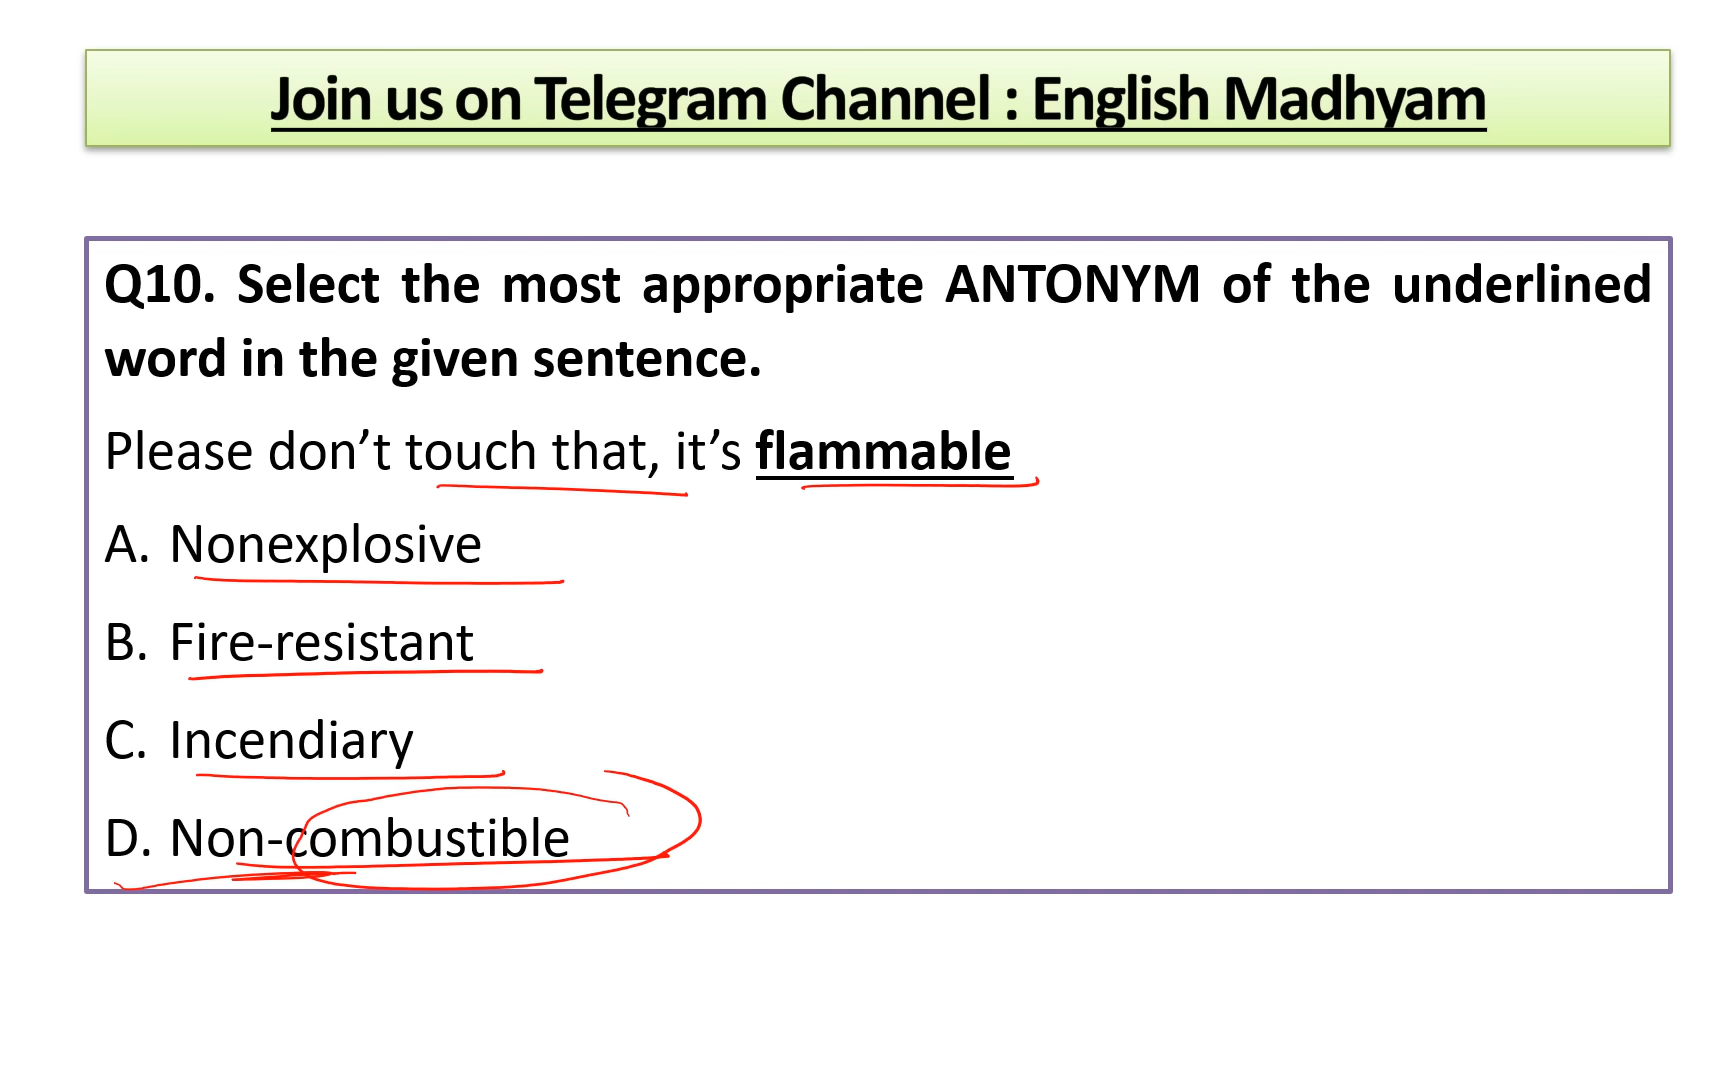 Join us on Telegram Channel : English Madhyam
Q10. Select the most appropriate ANTONYM of the underlined
word in the given sentence.
Please don’t touch that, it’s flammable
A. Nonexplosive
B. Fire-resistant
C. Incendiary
D. Non-combustible